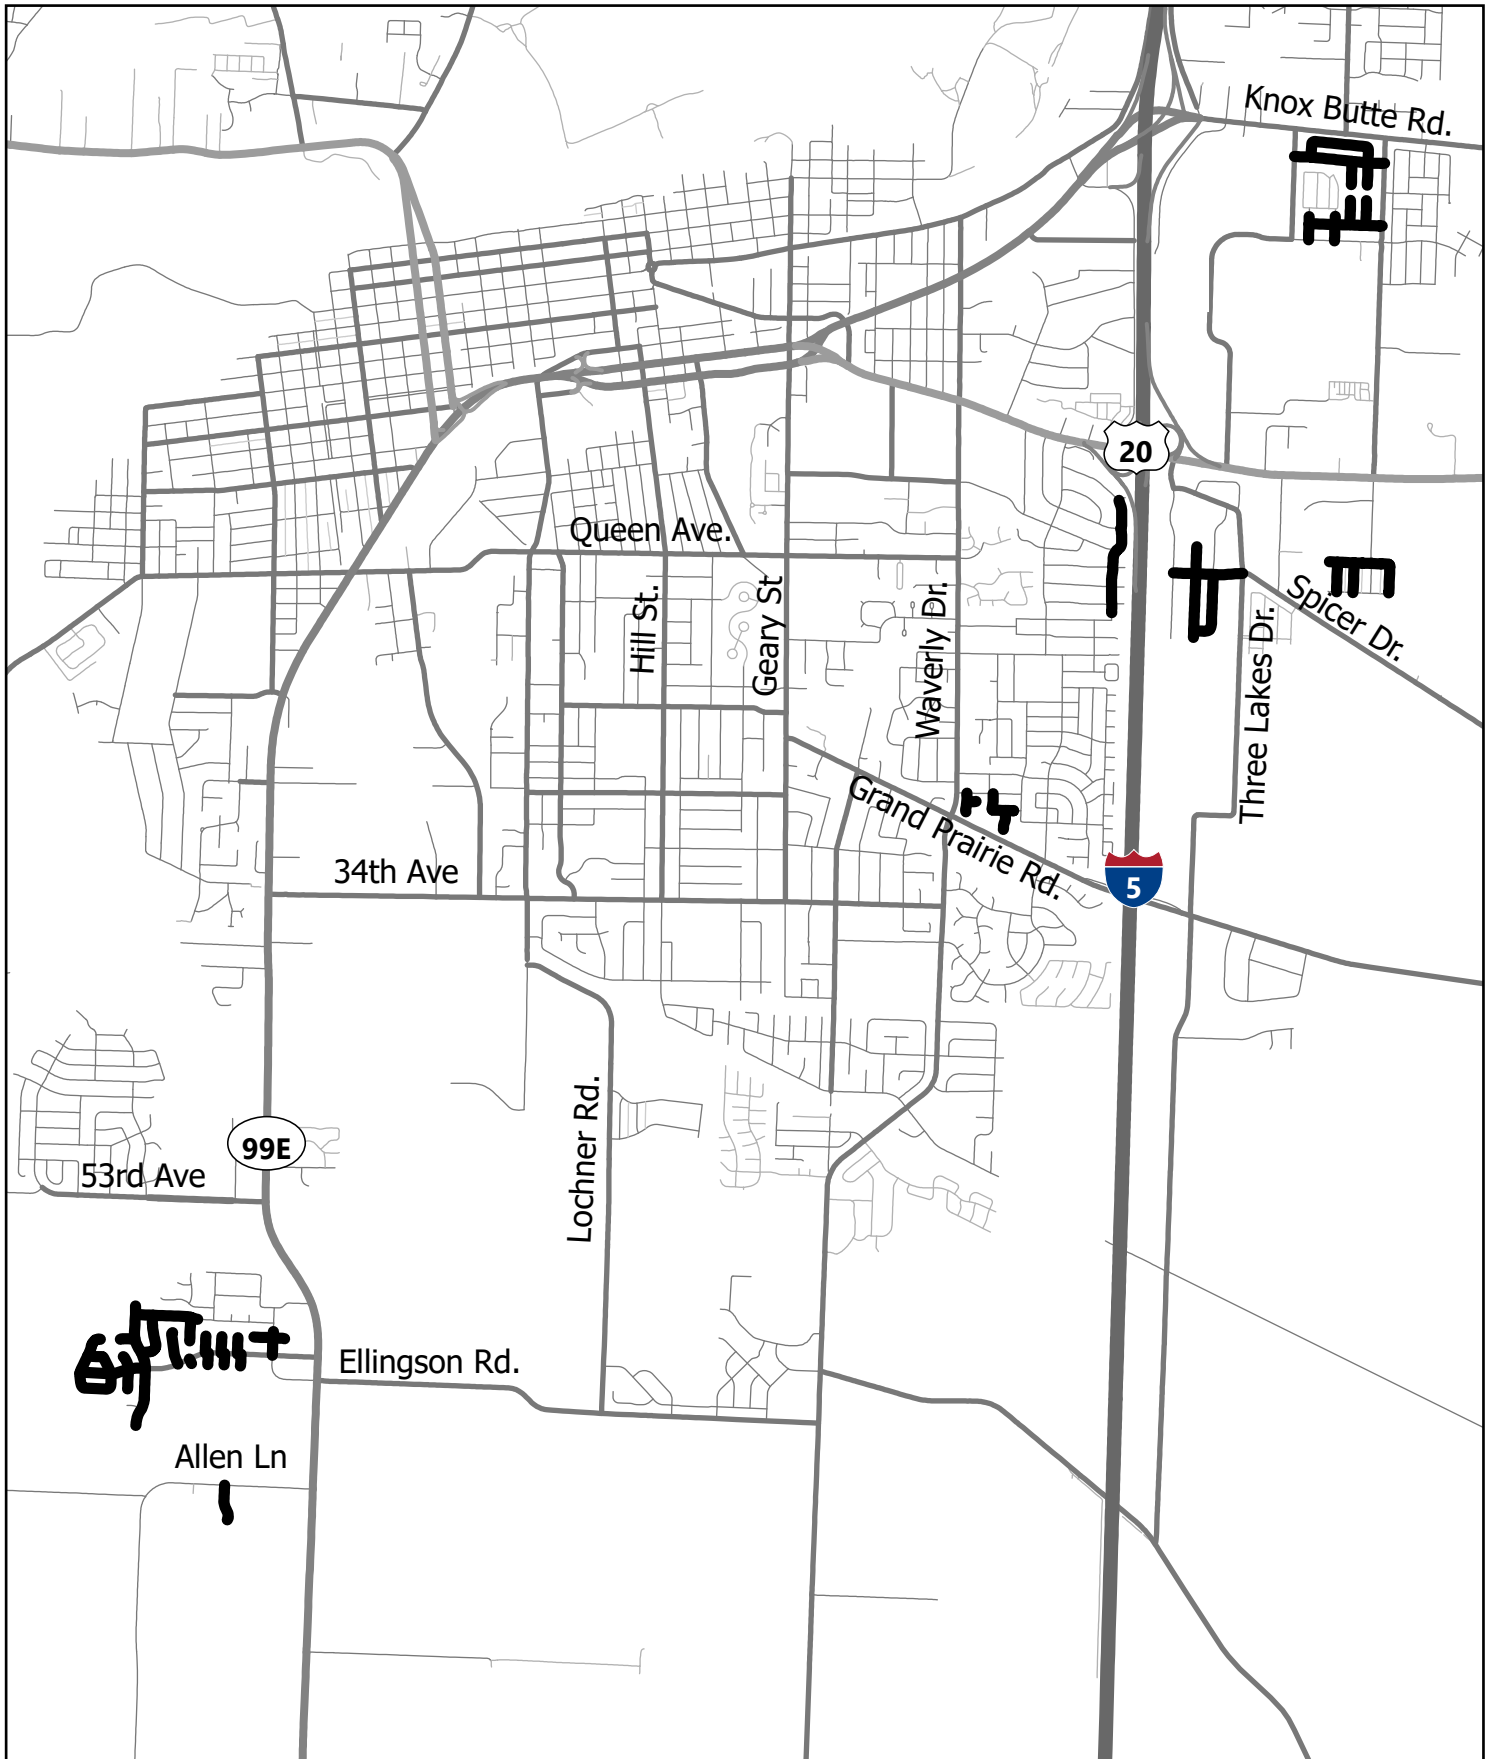 Knox Butte Rd.
20
Queen Ave.
Hill St.
Geary St
Waverly Dr.
Spicer Dr.
Three Lakes Dr.
Grand Prairie Rd.
34th Ave
5
Lochner Rd.
99E
53rd Ave
Ellingson Rd.
Allen Ln